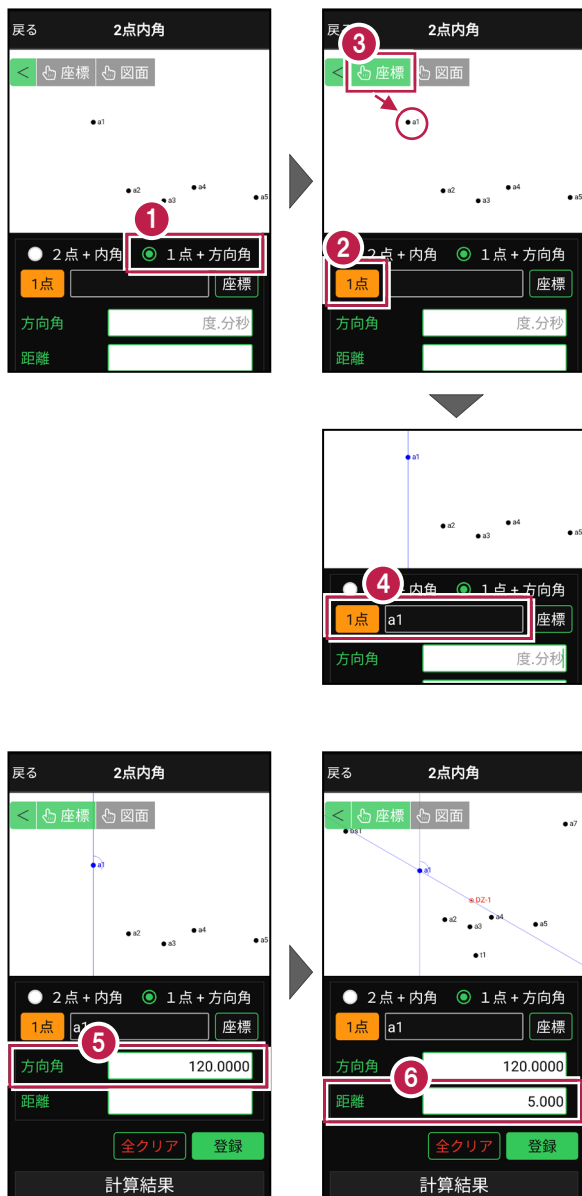 戻る 2点内角
< 座標 図面
a1
a2 a4
a3 a5
1
２点 + 内角 １点 + 方向角
1点 座標
方向角 度.分秒
距離
戻る 2点内角
3
< 座標 図面
a1
a2 a4
a3 a5
2
２点 + 内角 １点 + 方向角
1点 座標
方向角 度.分秒
距離
a1
a2 a4
a3 a5
4
内角 １点 + 方向角
1点 a1 座標
方向角 度.分秒
戻る 2点内角
< 座標 図面
a1
a2 a4
a3 a5
２点 + 内角 １点 + 方向角
1点 a1 座標
5
方向角 120.0000
距離
全クリア 登録
計算結果
戻る 2点内角
< 座標 図面
bs1 a7
a1
DZ-1
a2 a4
a3 a5
t1
２点 + 内角 １点 + 方向角
1点 a1 座標
方向角 120.0000
6
距離 5.000
全クリア 登録
計算結果